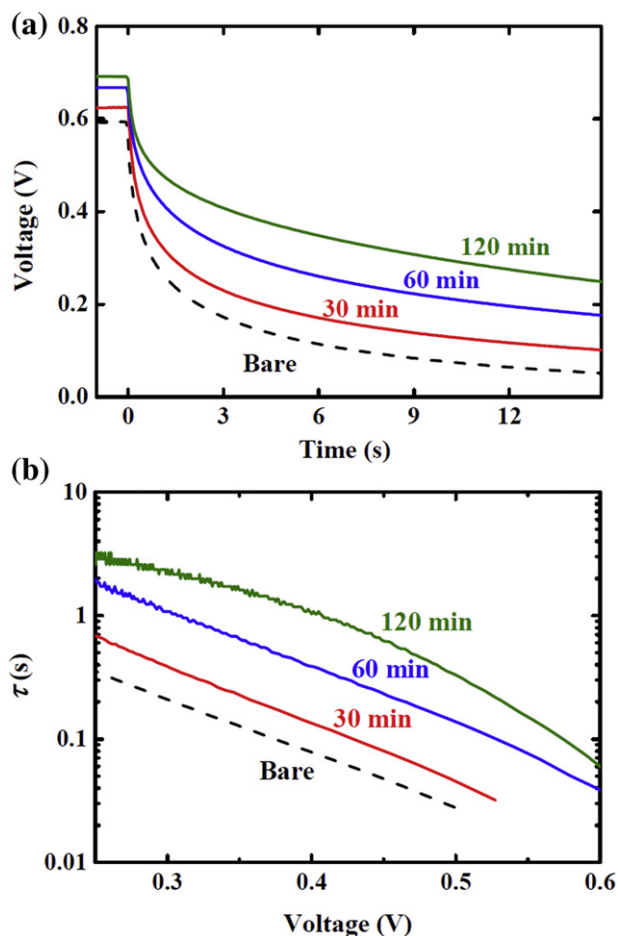 (a)
0.8
0.6
0.4
0.2
0.0
Voltage (V)
120 min
60 min
30 min
Bare
0 3 6 9 12
Time (s)
(b)
10
1
0.1
0.01
τ (s)
120 min
60 min
30 min
Bare
0.3 0.4 0.5 0.6
Voltage (V)